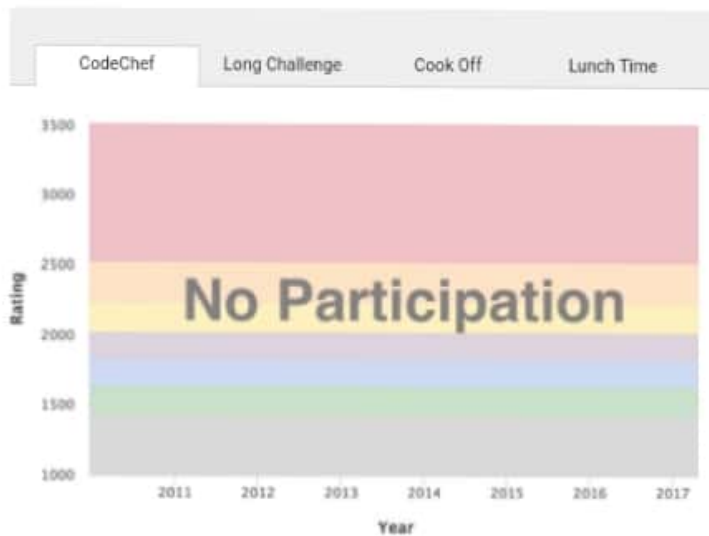 CodeChef Long Challenge Cook Off Lunch Time
3500
3000
2500
2000
1500
1000
Rating
No Participation
2011 2012 2013 2014 2015 2016 2017
Year